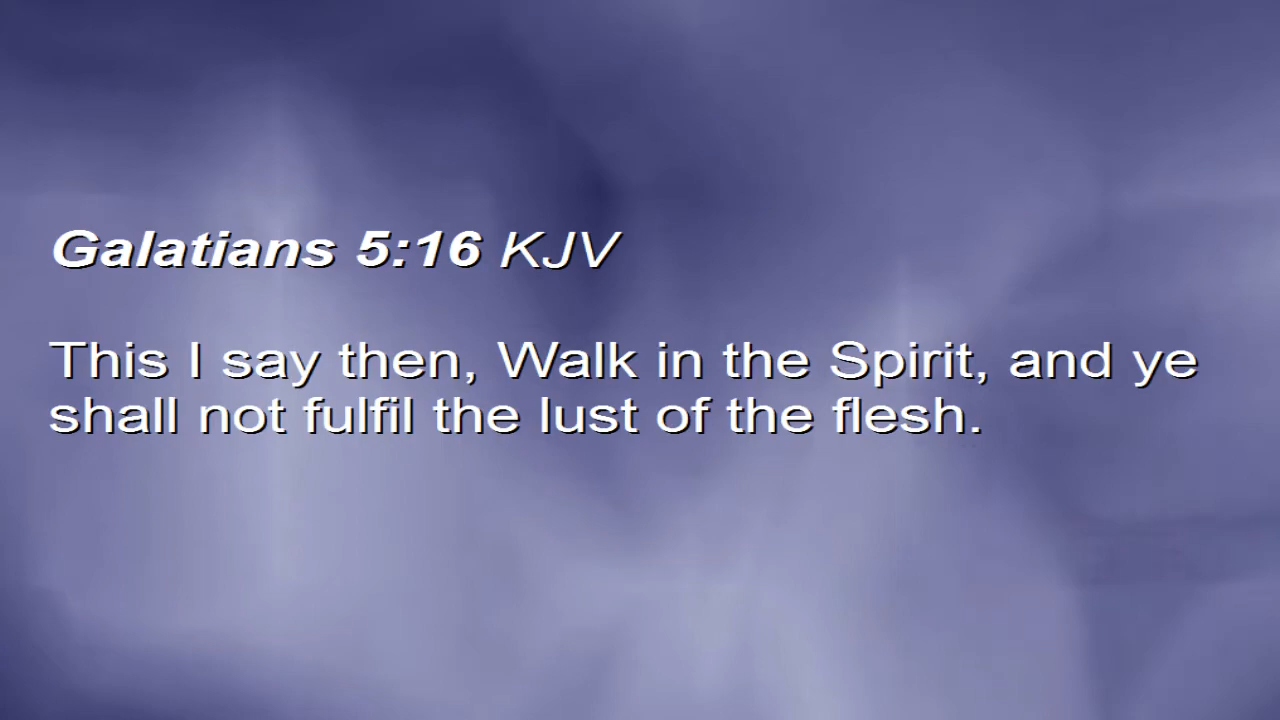 Galatians 5:16 KJV
This I say then, Walk in the Spirit, and ye
shall not fulfil the lust of the flesh.